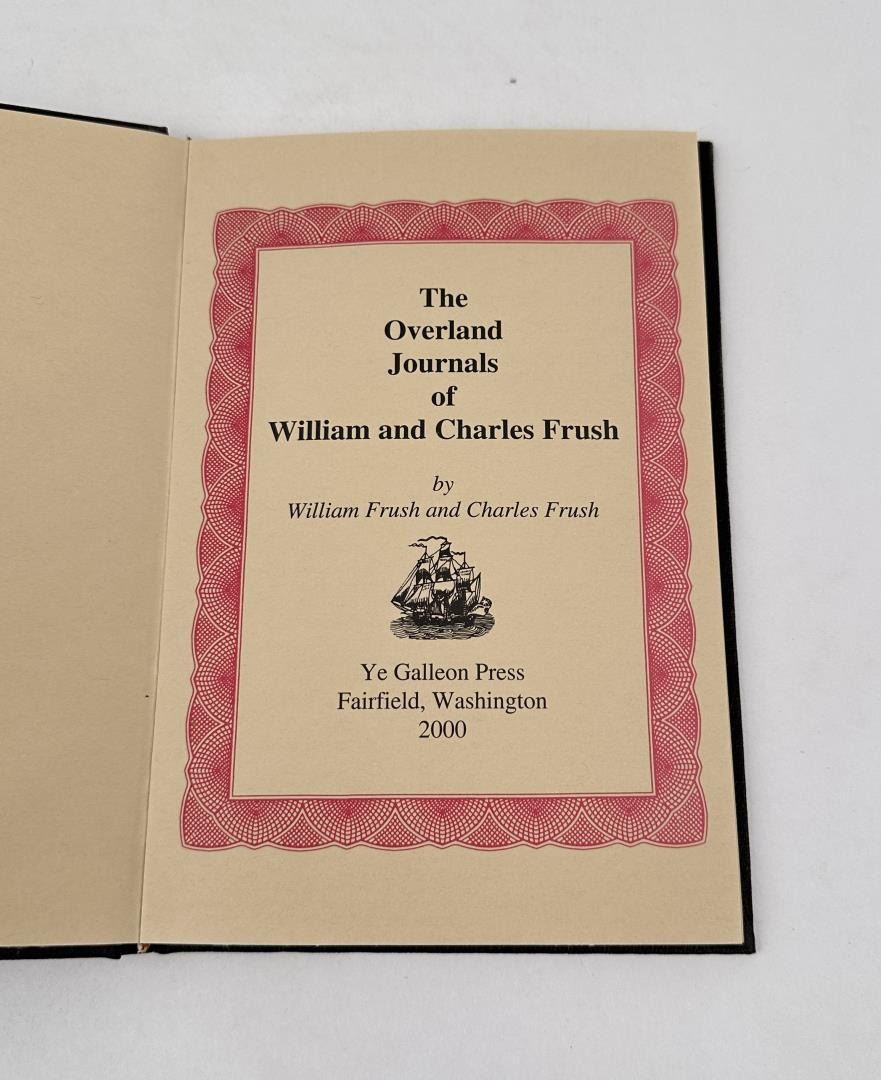 The
Overland
Journals
of
William and Charles Frush
by
William Frush and Charles Frush
Ye Galleon Press
Fairfield, Washington
2000